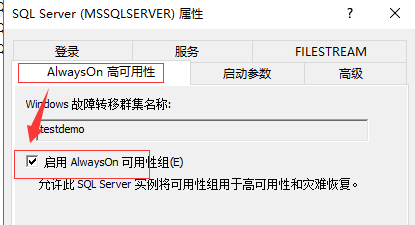 SQL Server (MSSQLSERVER) 属性
登录 服务 FILESTREAM
AlwaysOn 高可用性 启动参数 高级
Windows 故障转移群集名称:
testdemo
启用 AlwaysOn 可用性组(E)
允许此 SQL Server 实例将可用性组用于高可用性和灾难恢复。